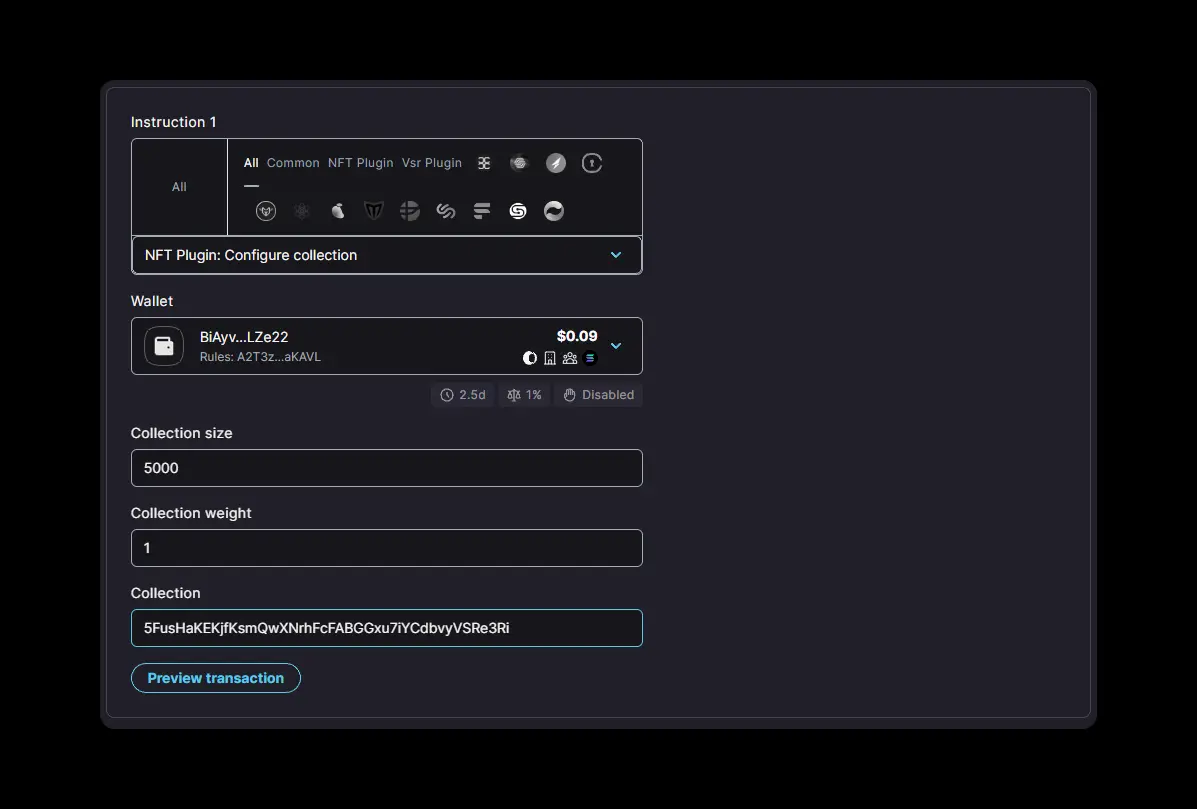 Instruction 1
All
All Common NFT Plugin Vsr Plugin
NFT Plugin: Configure collection
Wallet
BiAyv...LZe22
$0.09
Rules: A2T3z...aKAVL
2.5d 1% Disabled
Collection size
5000
Collection weight
1
Collection
5FusHaKEKjfKsmQwXNrhFcFABGGxu7iYCdbvyVSRe3Ri
Preview transaction